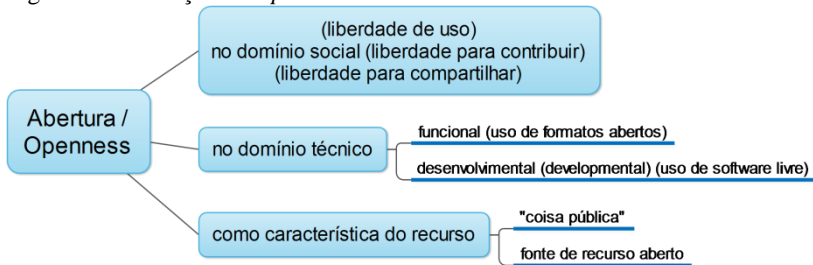 (liberdade de uso)
no domínio social (liberdade para contribuir)
(liberdade para compartilhar)
Abertura /
Openness
no domínio técnico
funcional (uso de formatos abertos)
desenvolvimental (developmental) (uso de software livre)
como característica do recurso
"coisa pública"
fonte de recurso aberto